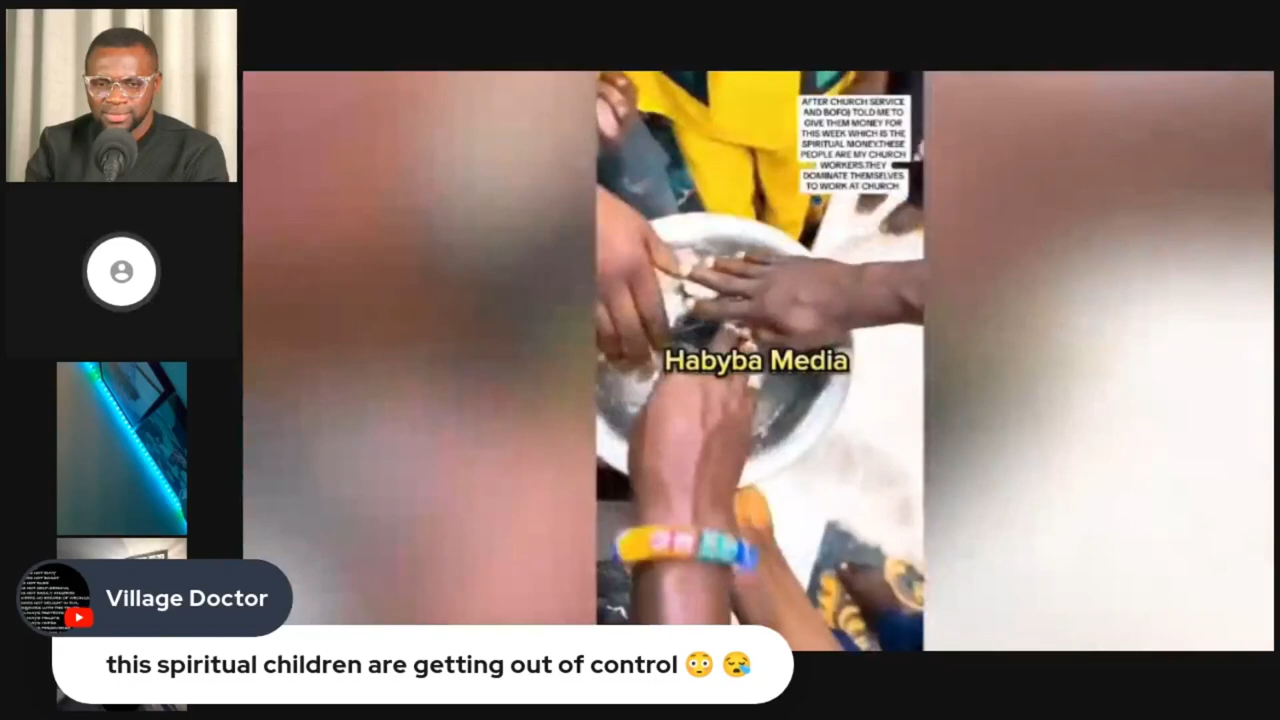 AFTER CHURCH SERVICE
AND BOFOJ TOLD ME TO
GIVE THEM MONEY FOR
THIS WEEK WHICH IS THE
SPIRITUAL MONEY.THESE
PEOPLE ARE MY CHURCH
WORKERS.THEY
DOMINATE THEMSELVES
TO WORK AT CHURCH
Habyba Media
Village Doctor
this spiritual children are getting out of control 😳 😪